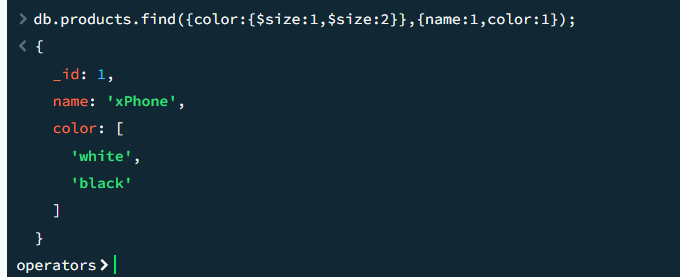 > db.products.find({color:{$size:1,$size:2}},{name:1,color:1});
< {
_id: 1,
name: 'xPhone',
color: [
'white',
'black'
]
}
operators>